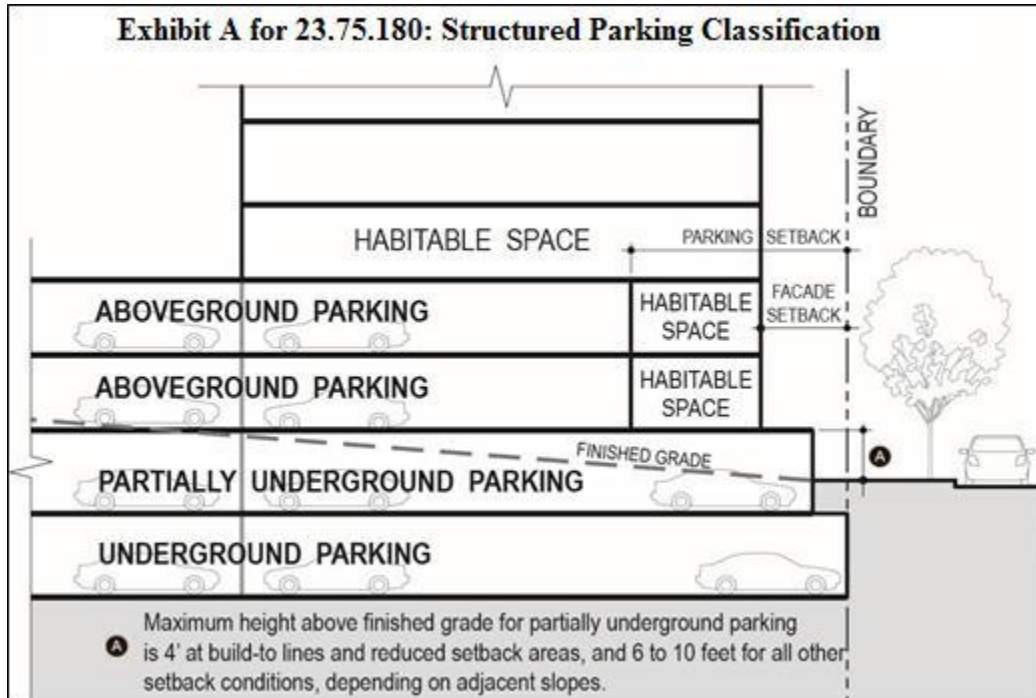 Exhibit A for 23.75.180: Structured Parking Classification
BOUNDARY
HABITABLE SPACE
PARKING SETBACK
ABOVEGROUND PARKING
HABITABLE
SPACE
FACADE
SETBACK
ABOVEGROUND PARKING
HABITABLE
SPACE
FINISHED GRADE
A
PARTIALLY UNDERGROUND PARKING
UNDERGROUND PARKING
A
Maximum height above finished grade for partially underground parking
is 4' at build-to lines and reduced setback areas, and 6 to 10 feet for all other
setback conditions, depending on adjacent slopes.